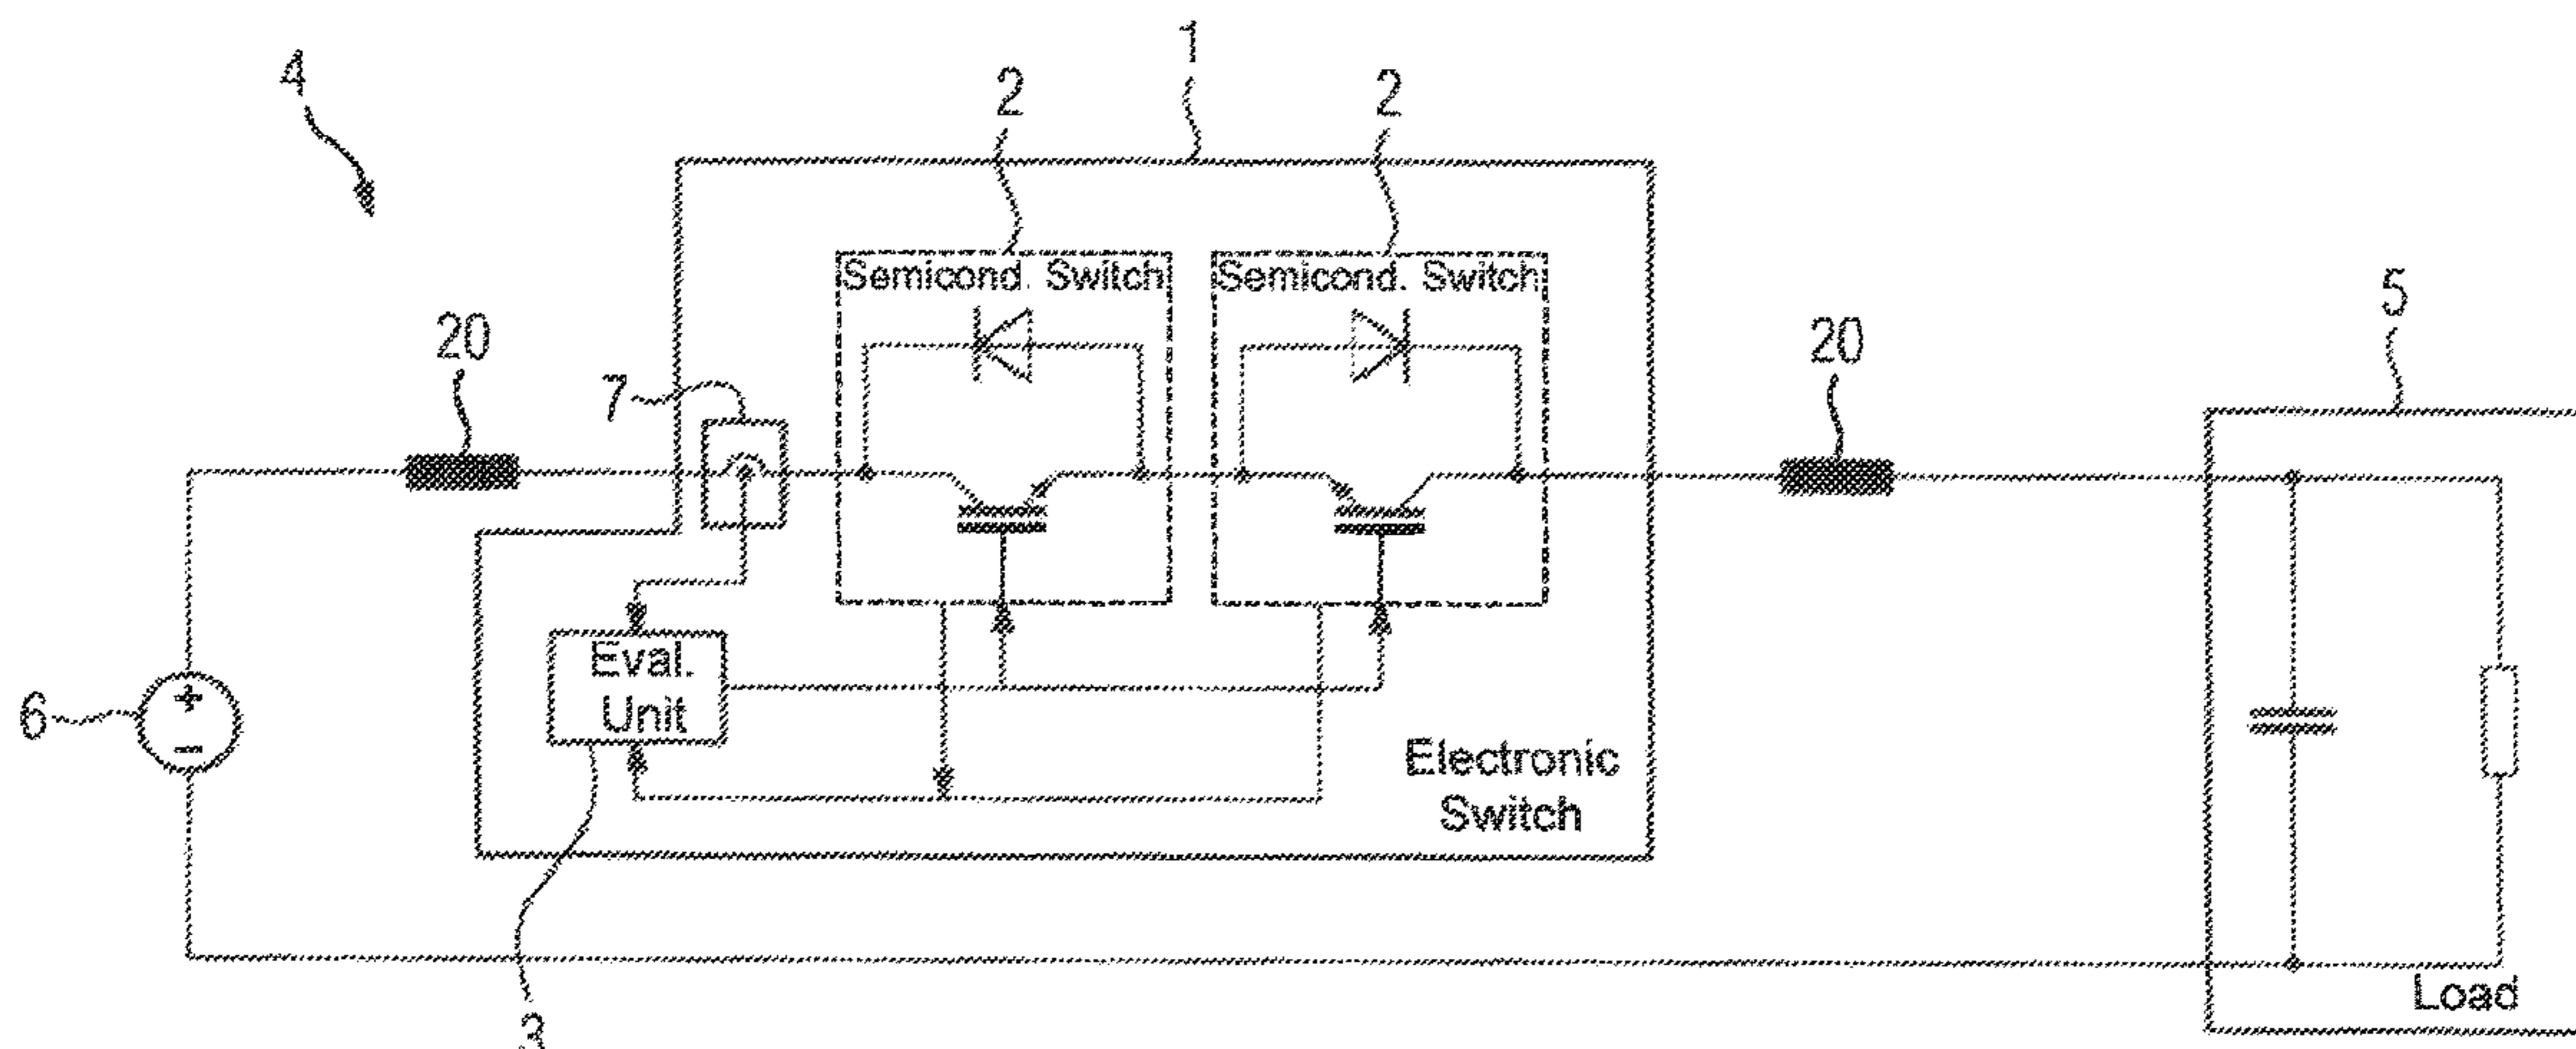 1
4
2
2
Semicond. Switch
Semicond. Switch
5
20
20
7
Eval.
Unit
6
+
−
Electronic
Switch
Load
3